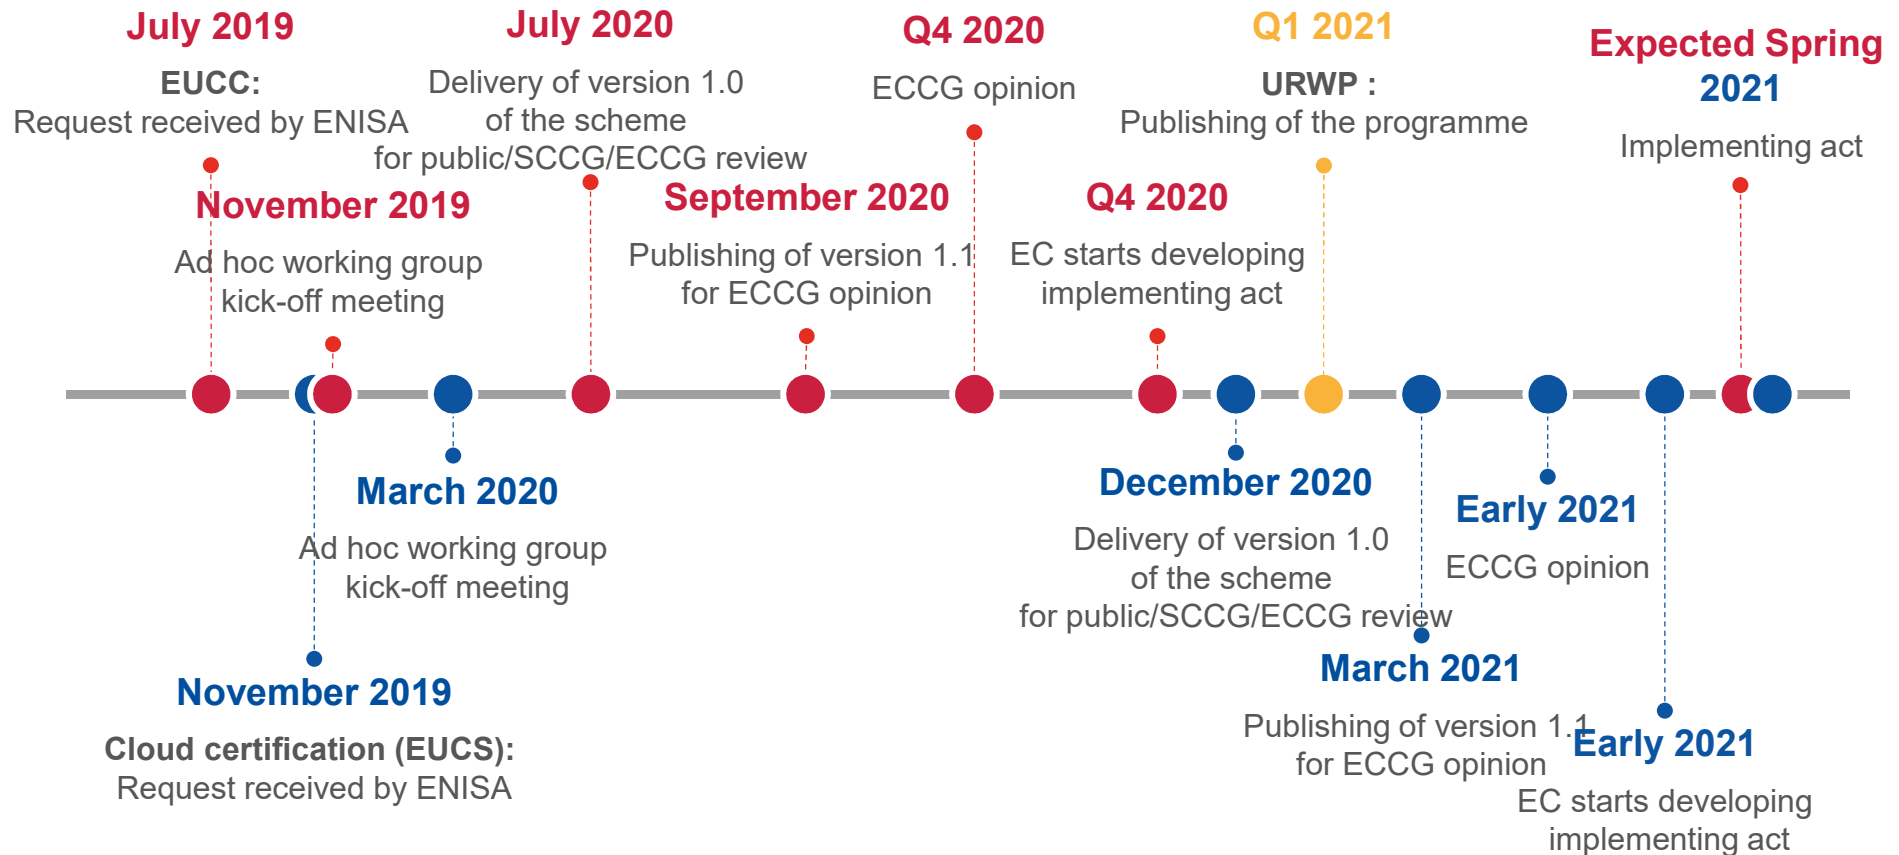 July 2019
EUCC:
Request received by ENISA
November 2019
Ad hoc working group
kick-off meeting
July 2020
Delivery of version 1.0
of the scheme
for public/SCCG/ECCG review
September 2020
Publishing of version 1.1
for ECCG opinion
Q4 2020
ECCG opinion
Q4 2020
EC starts developing
implementing act
Q1 2021
URWP :
Publishing of the programme
Expected Spring
2021
Implementing act
November 2019
Cloud certification (EUCS):
Request received by ENISA
March 2020
Ad hoc working group
kick-off meeting
December 2020
Delivery of version 1.0
of the scheme
for public/SCCG/ECCG review
March 2021
Publishing of version 1.1
for ECCG opinion
Early 2021
ECCG opinion
Early 2021
EC starts developing
implementing act